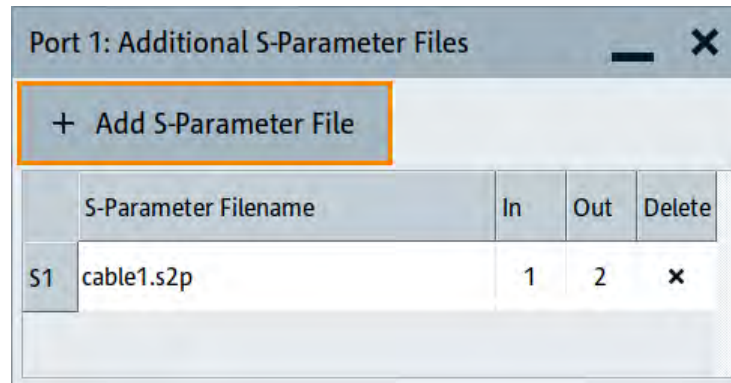 Port 1: Additional S-Parameter Files
+ Add S-Parameter File
S-Parameter Filename In Out Delete
S1 cable1.s2p 1 2 ×